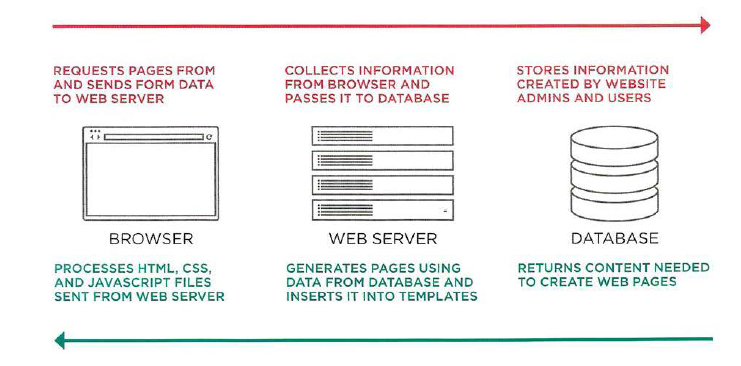 REQUESTS PAGES FROM
AND SENDS FORM DATA
TO WEB SERVER
COLLECTS INFORMATION
FROM BROWSER AND
PASSES IT TO DATABASE
STORES INFORMATION
CREATED BY WEBSITE
ADMINS AND USERS
BROWSER
WEB SERVER
DATABASE
PROCESSES HTML, CSS,
AND JAVASCRIPT FILES
SENT FROM WEB SERVER
GENERATES PAGES USING
DATA FROM DATABASE AND
INSERTS IT INTO TEMPLATES
RETURNS CONTENT NEEDED
TO CREATE WEB PAGES